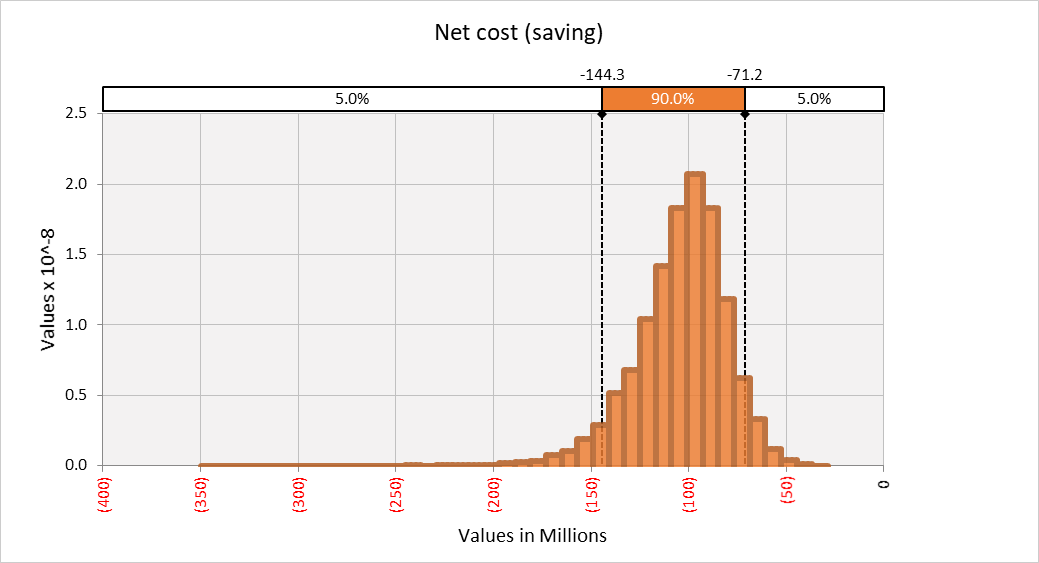 Net cost (saving)
-144.3 -71.2
5.0% 90.0% 5.0%
2.5
2.0
1.5
1.0
0.5
0.0
Values x 10^-8
(400) (350) (300) (250) (200) (150) (100) (50) 0
Values in Millions